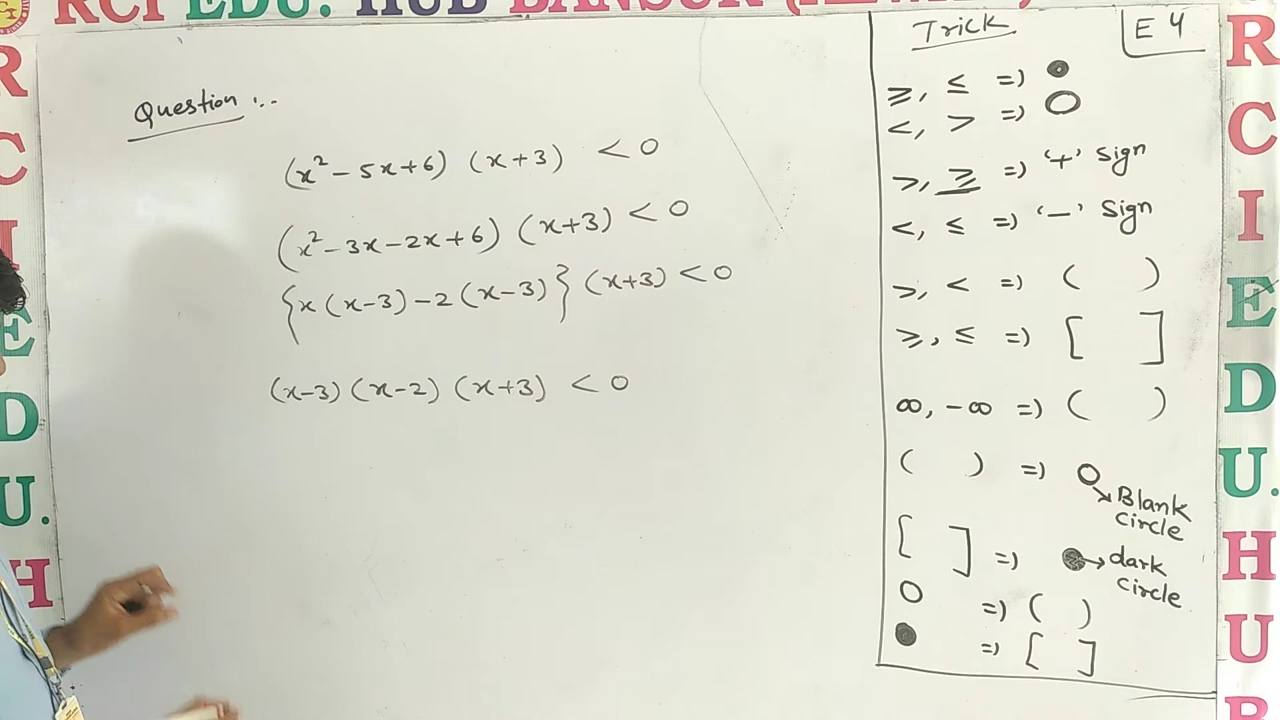 RCI EDU. HUB BANSUR
Question :-
(x² - 5x + 6) (x + 3) < 0
(x² - 3x - 2x + 6) (x + 3) < 0
{x (x - 3) - 2 (x - 3)} (x + 3) < 0
(x - 3) (x - 2) (x + 3) < 0
Trick
E 4
≥, ≤ => ●
<, > => ○
>, ≥ => '+' Sign
<, ≤ => '-' Sign
>, < => ( )
≥, ≤ => [ ]
∞, -∞ => ( )
( ) => ○ → Blank circle
[ ] => ● → dark circle
○ => ( )
● => [ ]
R
C
I
E
D
U.
H
R
C
I
E
D
U.
H
U